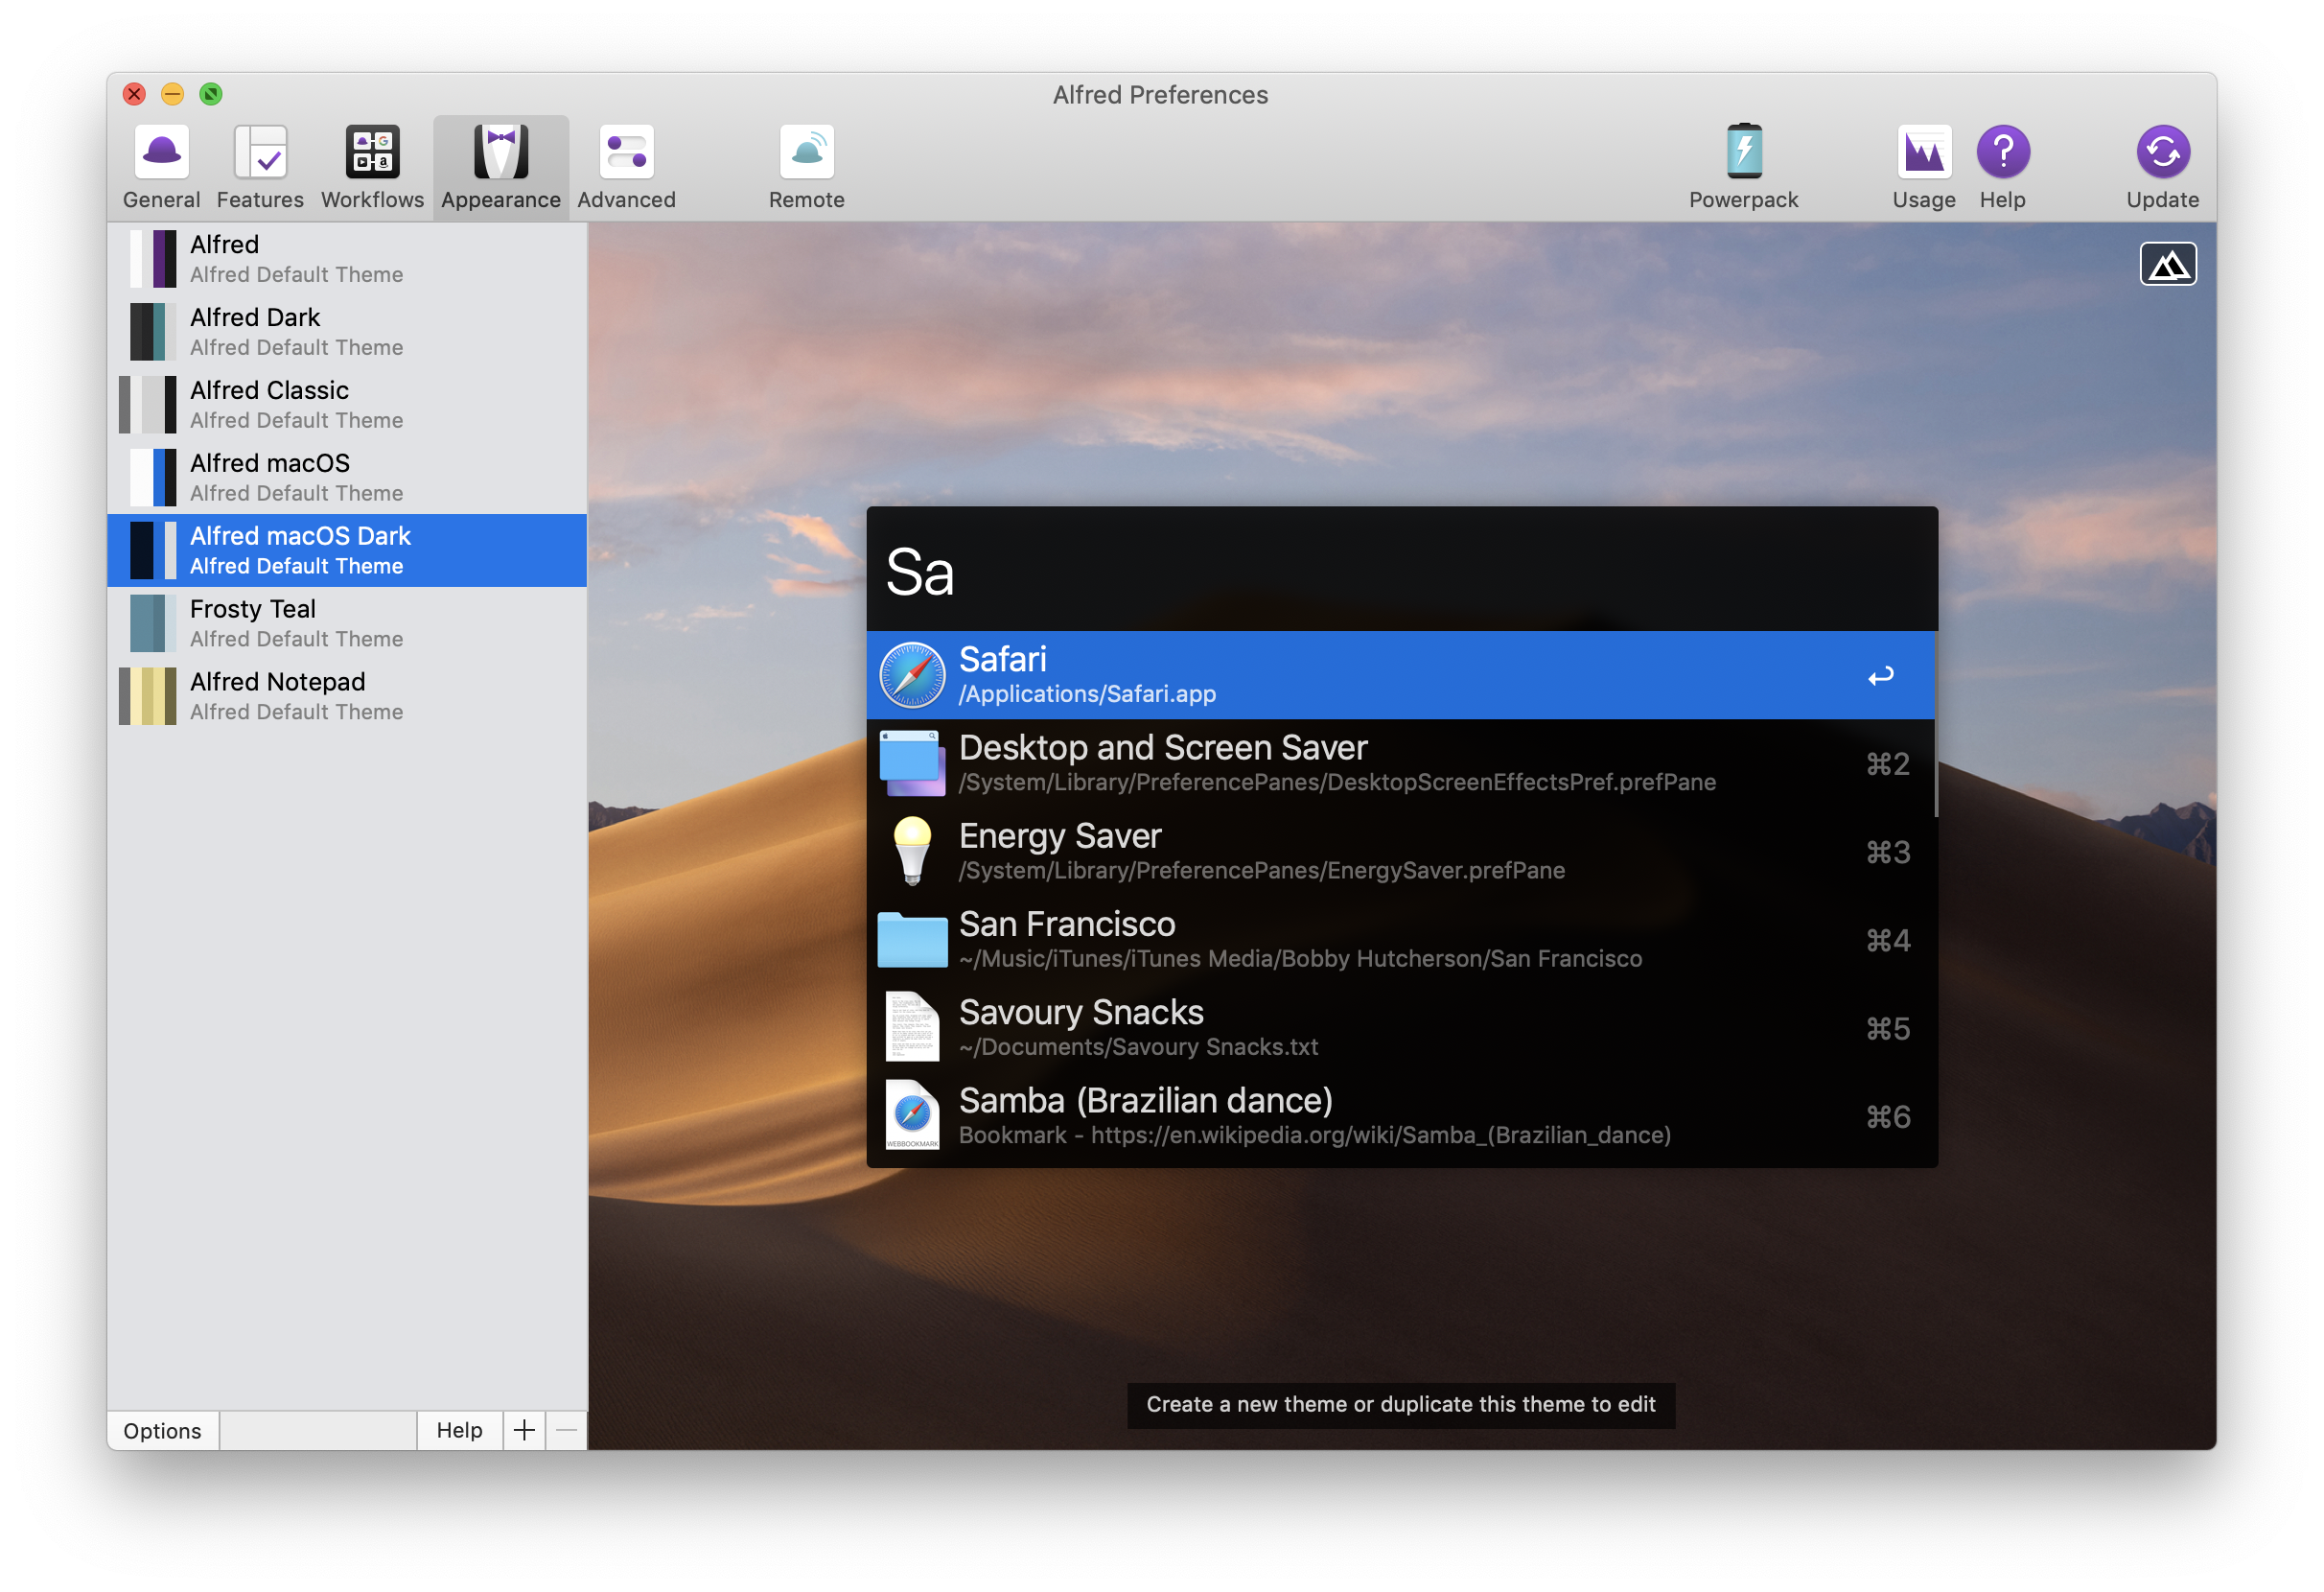 Alfred Preferences
General
Features
Workflows
Appearance
Advanced
Remote
Powerpack
Usage
Help
Update
Alfred
Alfred Default Theme
Alfred Dark
Alfred Default Theme
Alfred Classic
Alfred Default Theme
Alfred macOS
Alfred Default Theme
Alfred macOS Dark
Alfred Default Theme
Frosty Teal
Alfred Default Theme
Alfred Notepad
Alfred Default Theme
Options
Help
Sa
Safari
/Applications/Safari.app
Desktop and Screen Saver
/System/Library/PreferencePanes/DesktopScreenEffectsPref.prefPane
⌘2
Energy Saver
/System/Library/PreferencePanes/EnergySaver.prefPane
⌘3
San Francisco
~/Music/iTunes/iTunes Media/Bobby Hutcherson/San Francisco
⌘4
Savoury Snacks
~/Documents/Savoury Snacks.txt
⌘5
WEBBOOKMARK
Samba (Brazilian dance)
Bookmark - https://en.wikipedia.org/wiki/Samba_(Brazilian_dance)
⌘6
Create a new theme or duplicate this theme to edit